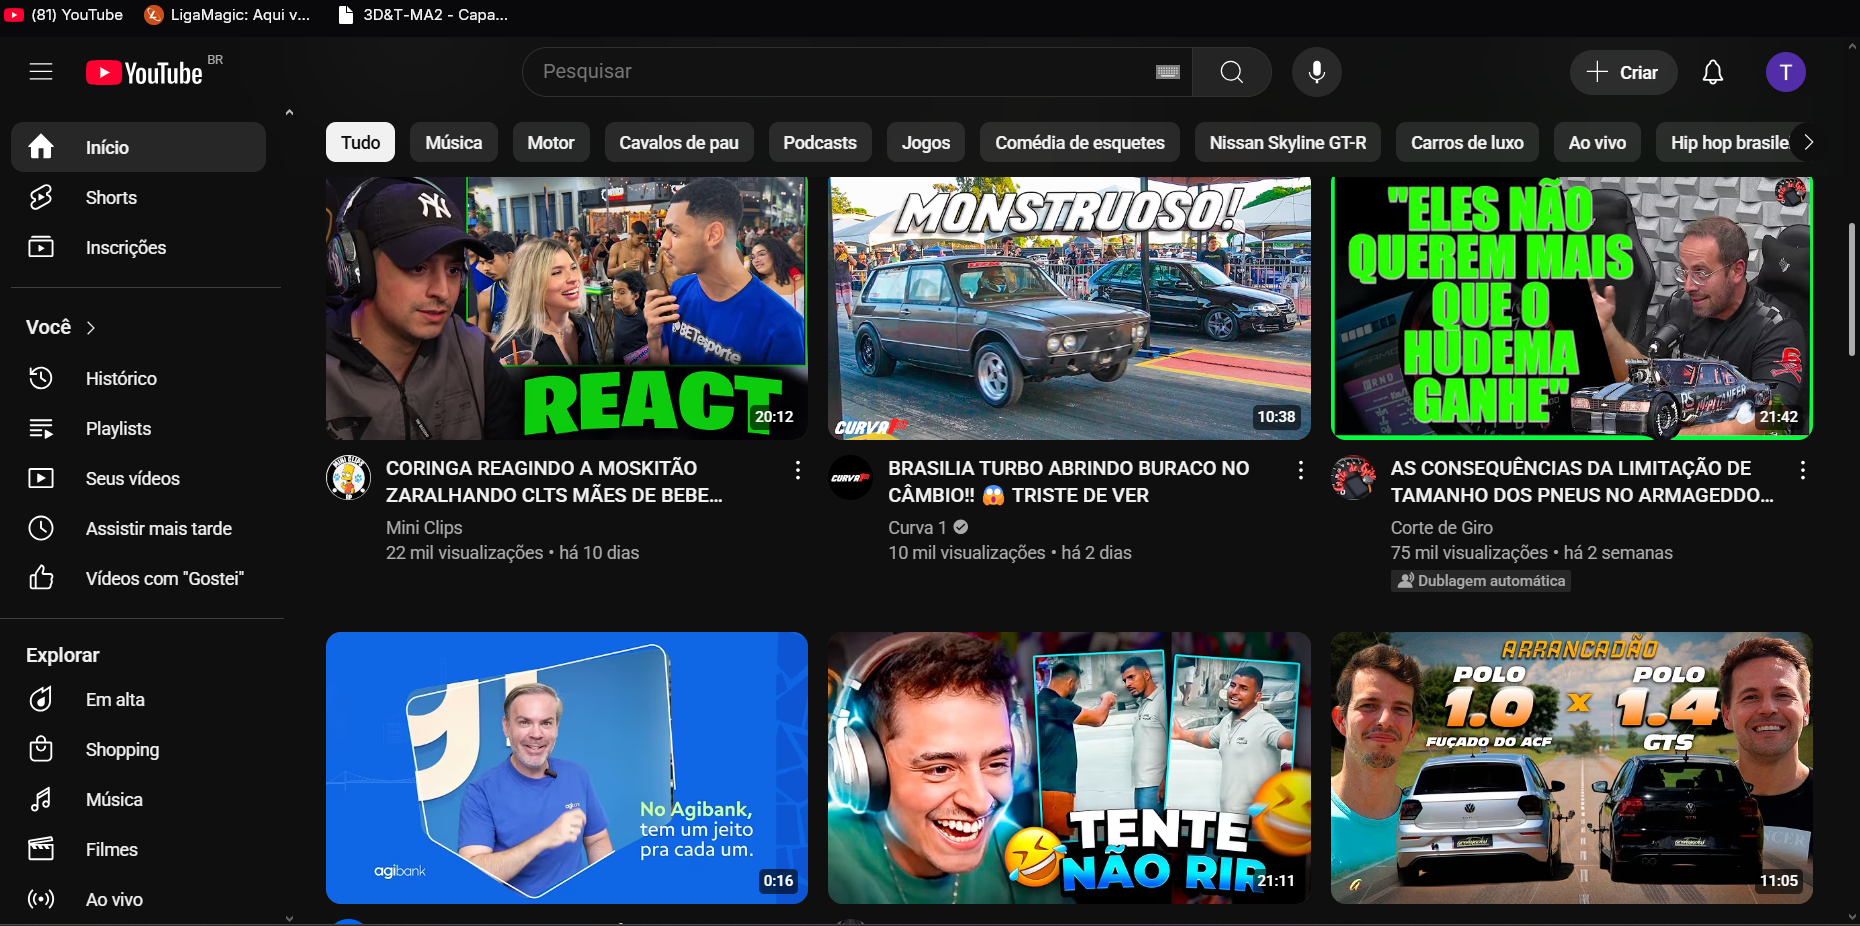 (81) YouTube
LigaMagic: Aqui v...
3D&T-MA2 - Capa...
YouTube BR
Pesquisar
Criar
T
Início
Shorts
Inscrições
Você
Histórico
Playlists
Seus vídeos
Assistir mais tarde
Vídeos com "Gostei"
Explorar
Em alta
Shopping
Música
Filmes
Ao vivo
Tudo
Música
Motor
Cavalos de pau
Podcasts
Jogos
Comédia de esquetes
Nissan Skyline GT-R
Carros de luxo
Ao vivo
Hip hop brasile
NY
BETesporte
REACT
20:12
CORINGA REAGINDO A MOSKITÃO
ZARALHANDO CLTS MÃES DE BEBE...
Mini Clips
22 mil visualizações • há 10 dias
MONSTRUOSO!
CURVA 1
10:38
BRASILIA TURBO ABRINDO BURACO NO
CÂMBIO!! 😱 TRISTE DE VER
Curva 1
10 mil visualizações • há 2 dias
"ELES NÃO
QUEREM MAIS
QUE O
HUDEMA
GANHE"
21:42
AS CONSEQUÊNCIAS DA LIMITAÇÃO DE
TAMANHO DOS PNEUS NO ARMAGEDDO...
Corte de Giro
75 mil visualizações • há 2 semanas
Dublagem automática
No Agibank,
tem um jeito
pra cada um.
agibank
0:16
TENTE
NÃO RIR
21:11
ARRANCADÃO
POLO
1.0
FUÇADO DO ACF
X
POLO
1.4
GTS
11:05